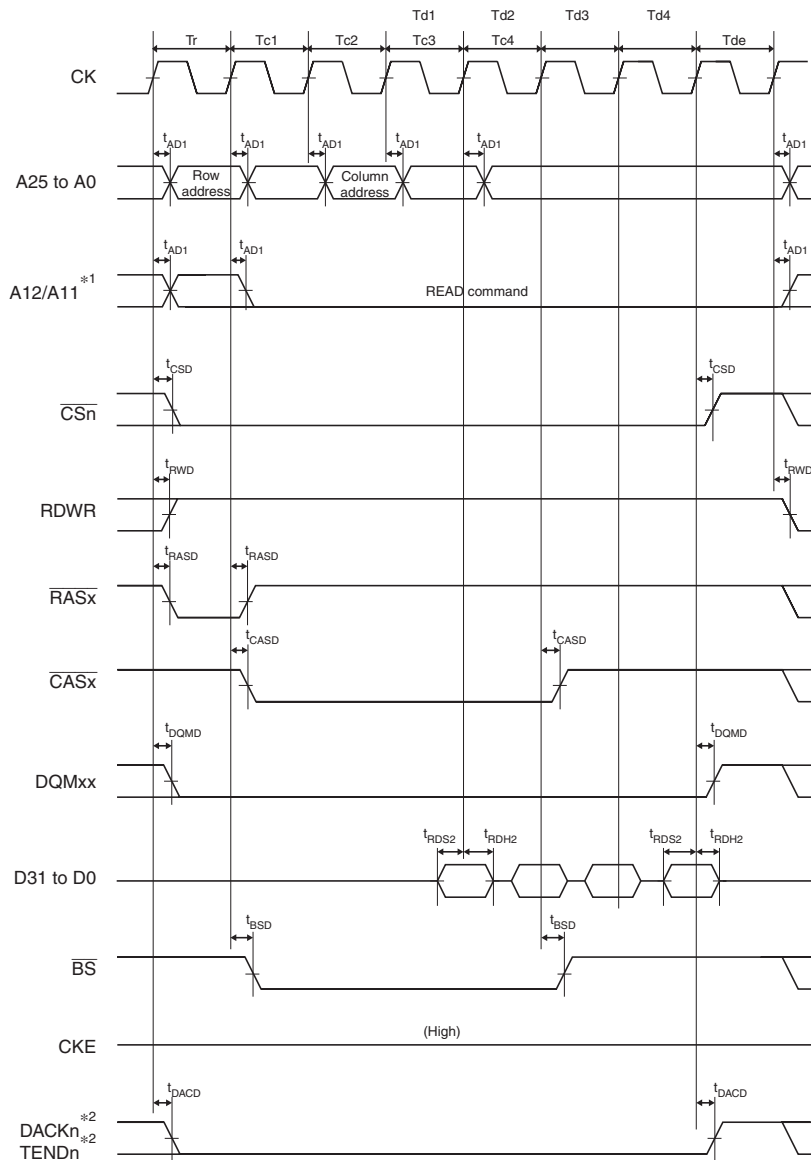 Td1 Td2 Td3 Td4
Tr Tc1 Tc2 Tc3 Tc4 Tde
CK
tAD1 tAD1 tAD1 tAD1 tAD1 tAD1
A25 to A0
Row
address
Column
address
tAD1 tAD1 tAD1
A12/A11*1
READ command
tCSD tCSD
CSn
tRWD tRWD
RDWR
tRASD tRASD
RASx
tCASD tCASD
CASx
tDQMD tDQMD
DQMxx
tRDS2 tRDH2 tRDS2 tRDH2
D31 to D0
tBSD tBSD
BS
(High)
CKE
tDACD tDACD
DACKn*2
TENDn*2